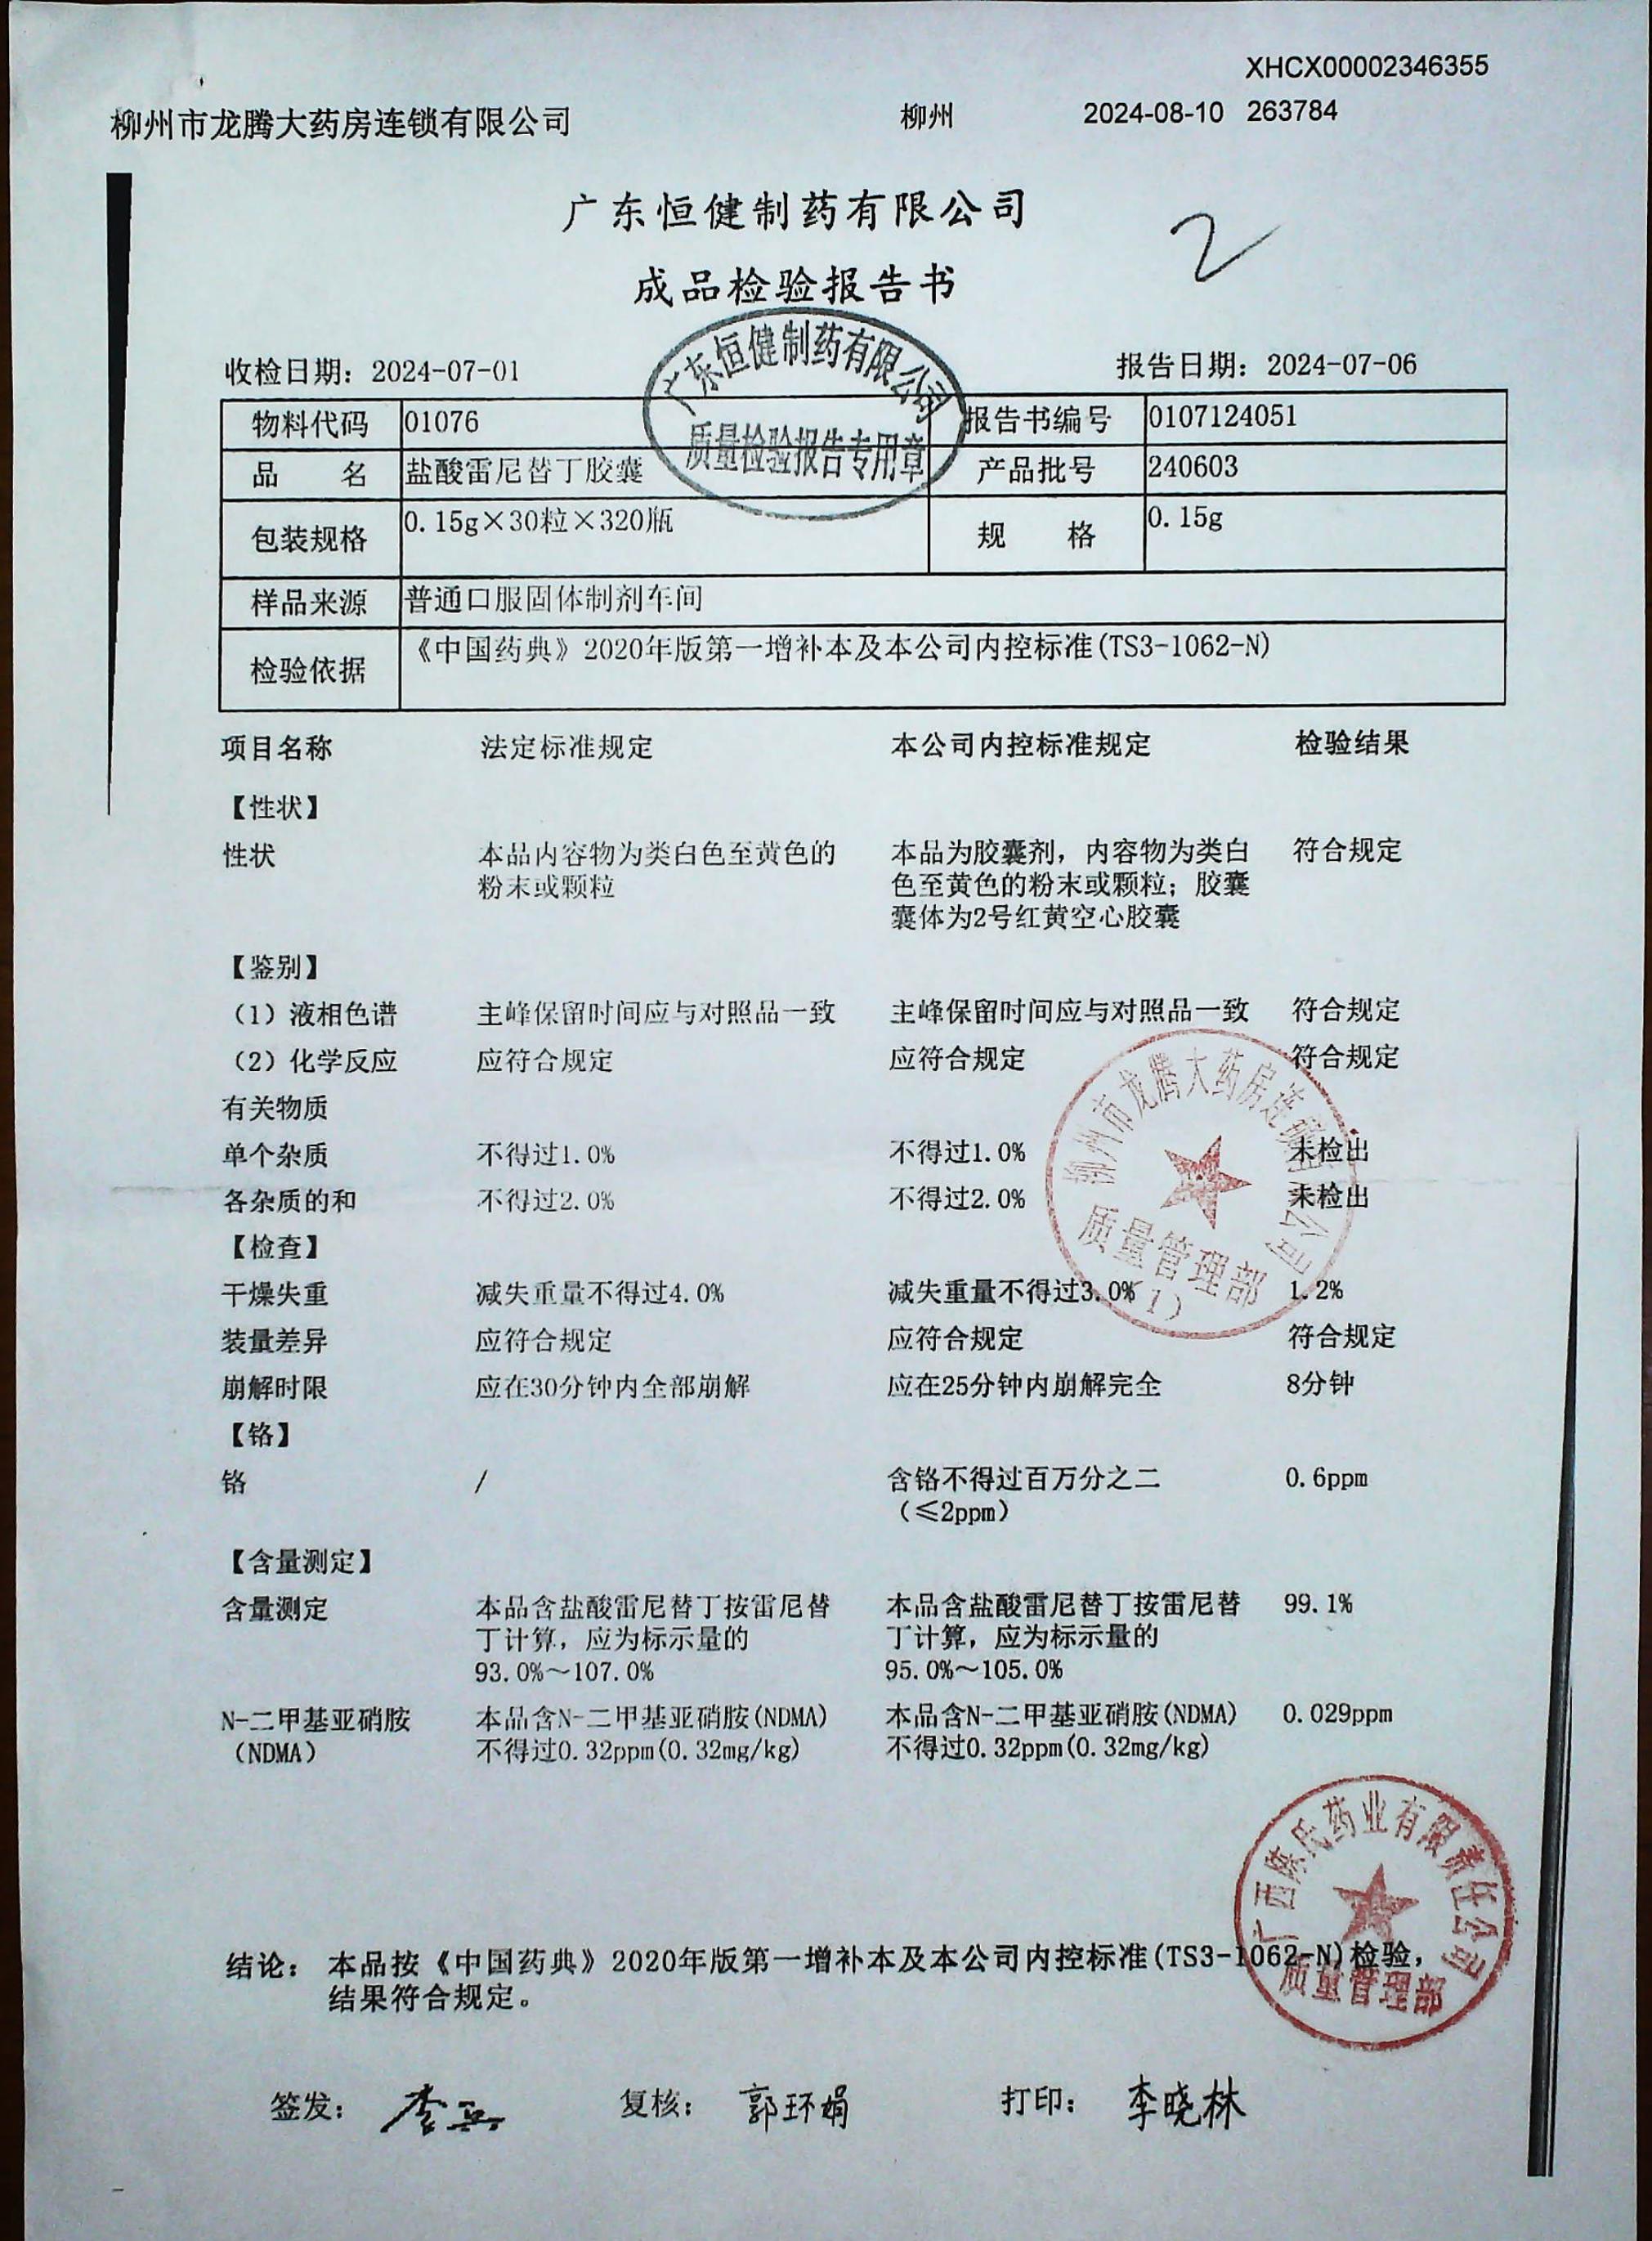 XHCX00002346355
柳州市龙腾大药房连锁有限公司 柳州 2024-08-10 263784
广东恒健制药有限公司
2
成品检验报告书
广东恒健制药有限公司
质量检验报告专用章
收检日期：2024-07-01 报告日期：2024-07-06
物料代码 01076 报告书编号 0107124051
品 名 盐酸雷尼替丁胶囊 产品批号 240603
包装规格 0.15g×30粒×320瓶 规 格 0.15g
样品来源 普通口服固体制剂车间
检验依据 《中国药典》2020年版第一增补本及本公司内控标准(TS3-1062-N)
项目名称 法定标准规定 本公司内控标准规定 检验结果
【性状】
性状 本品内容物为类白色至黄色的 本品为胶囊剂，内容物为类白 符合规定
粉末或颗粒 色至黄色的粉末或颗粒；胶囊
囊体为2号红黄空心胶囊
【鉴别】
（1）液相色谱 主峰保留时间应与对照品一致 主峰保留时间应与对照品一致 符合规定
（2）化学反应 应符合规定 应符合规定 符合规定
有关物质
单个杂质 不得过1.0% 不得过1.0% 未检出
各杂质的和 不得过2.0% 不得过2.0% 未检出
柳州市龙腾大药房连锁有限公司
质量管理部
（1）
【检查】
干燥失重 减失重量不得过4.0% 减失重量不得过3.0% 1.2%
装量差异 应符合规定 应符合规定 符合规定
崩解时限 应在30分钟内全部崩解 应在25分钟内崩解完全 8分钟
【铬】
铬 / 含铬不得过百万分之二 0.6ppm
（≤2ppm）
【含量测定】
含量测定 本品含盐酸雷尼替丁按雷尼替 本品含盐酸雷尼替丁按雷尼替 99.1%
丁计算，应为标示量的 丁计算，应为标示量的
93.0%～107.0% 95.0%～105.0%
N-二甲基亚硝胺 本品含N-二甲基亚硝胺(NDMA) 本品含N-二甲基亚硝胺(NDMA) 0.029ppm
（NDMA） 不得过0.32ppm(0.32mg/kg) 不得过0.32ppm(0.32mg/kg)
广西陈氏药业有限责任公司
质量管理部
结论： 本品按《中国药典》2020年版第一增补本及本公司内控标准(TS3-1062-N)检验，
结果符合规定。
签发： 复核： 郭环娟 打印： 李晓林